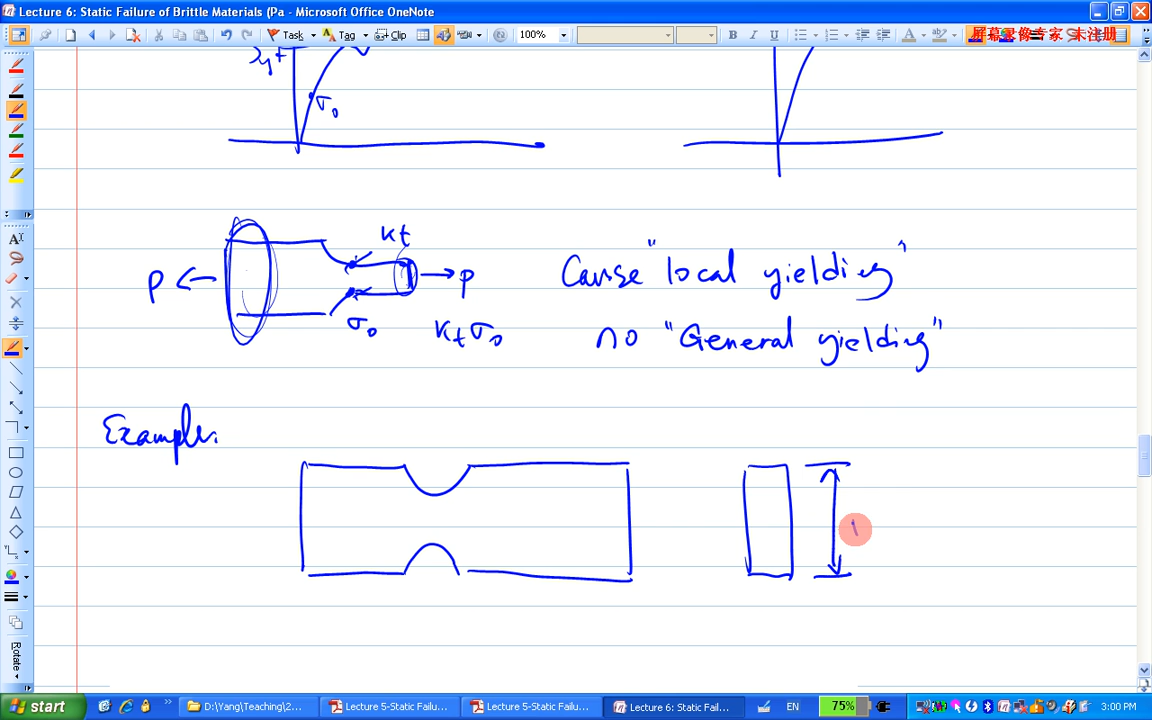 Lecture 6: Static Failure of Brittle Materials (Pa - Microsoft Office OneNote
Task Tag Clip 100% B I U A ab
屏幕录像专家 未注册
σ₀
Kt
P P
σ₀ Ktσ₀
Cause "local yielding"
no "General yielding"
Example:
Rotate
start D:\Yang\Teaching\2... Lecture 5-Static Failu... Lecture 5-Static Failu... Lecture 6: Static Fail... EN 75% 3:00 PM